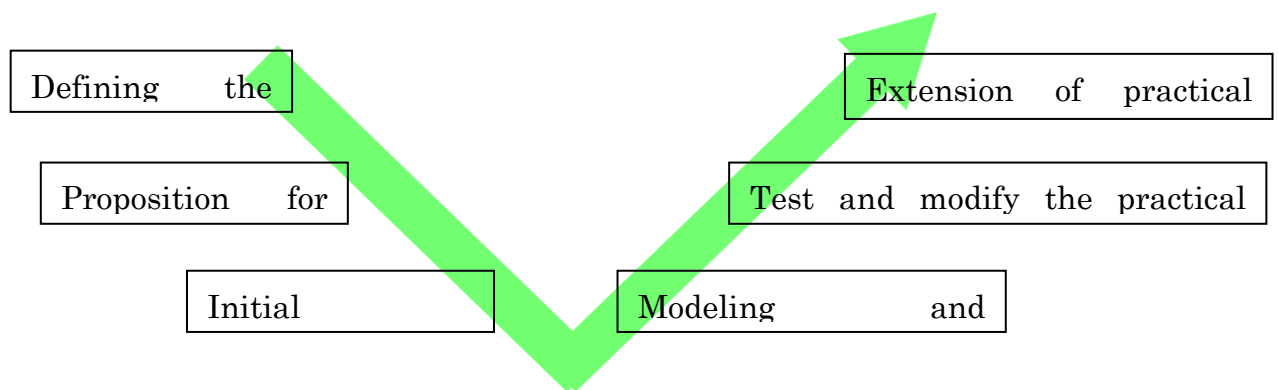 Defining the
Extension of practical
Proposition for
Test and modify the practical
Initial
Modeling and